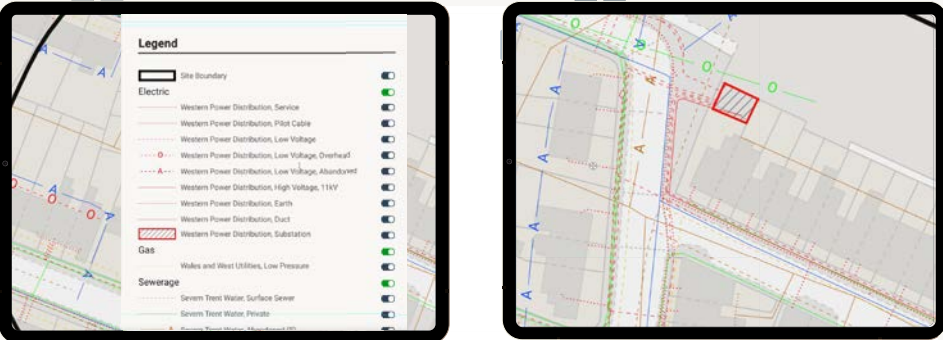 Legend
Site Boundary
Electric
Western Power Distribution, Service
Western Power Distribution, Pilot Cable
Western Power Distribution, Low Voltage
O Western Power Distribution, Low Voltage, Overhead
A Western Power Distribution, Low Voltage, Abandoned
Western Power Distribution, High Voltage, 11kV
Western Power Distribution, Earth
Western Power Distribution, Duct
Western Power Distribution, Substation
Gas
Wales and West Utilities, Low Pressure
Sewerage
Severn Trent Water, Surface Sewer
Severn Trent Water, Private
A Severn Trent Water,
A
A
O
A
O
O
A
A
O
A
O
A
O
O
A
A
A
A
A
A